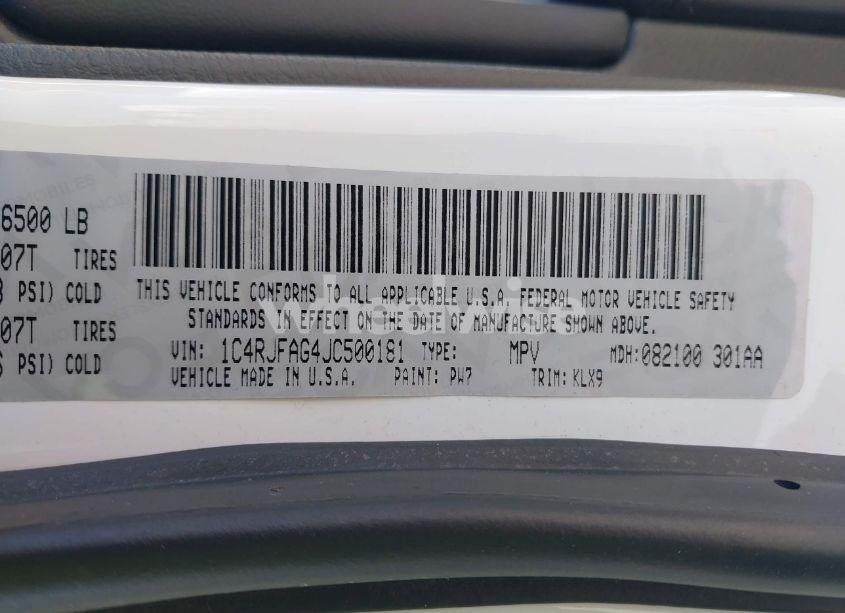 6500 LB
07T TIRES
PSI) COLD
07T TIRES
PSI) COLD
THIS VEHICLE CONFORMS TO ALL APPLICABLE U.S.A. FEDERAL MOTOR VEHICLE SAFETY
STANDARDS IN EFFECT ON THE DATE OF MANUFACTURE SHOWN ABOVE.
VIN: 1C4RJFAG4JC500181 TYPE: MPV MDH:082100 301AA
VEHICLE MADE IN U.S.A. PAINT: PW7 TRIM:KLX9